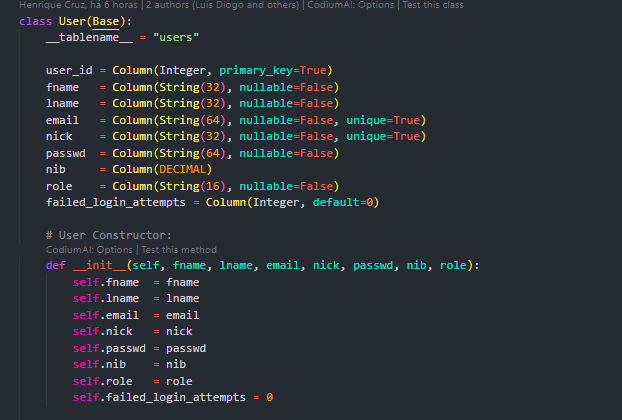 Henrique Cruz, há 6 horas | 2 authors (Luís Diogo and others) | CodiumAI: Options | Test this class
class User(Base):
    __tablename__ = "users"

    user_id = Column(Integer, primary_key=True)
    fname   = Column(String(32), nullable=False)
    lname   = Column(String(32), nullable=False)
    email   = Column(String(64), nullable=False, unique=True)
    nick    = Column(String(32), nullable=False, unique=True)
    passwd  = Column(String(64), nullable=False)
    nib     = Column(DECIMAL)
    role    = Column(String(16), nullable=False)
    failed_login_attempts = Column(Integer, default=0)

    # User Constructor:
    CodiumAI: Options | Test this method
    def __init__(self, fname, lname, email, nick, passwd, nib, role):
        self.fname  = fname
        self.lname  = lname
        self.email  = email
        self.nick   = nick
        self.passwd = passwd
        self.nib    = nib
        self.role   = role
        self.failed_login_attempts = 0